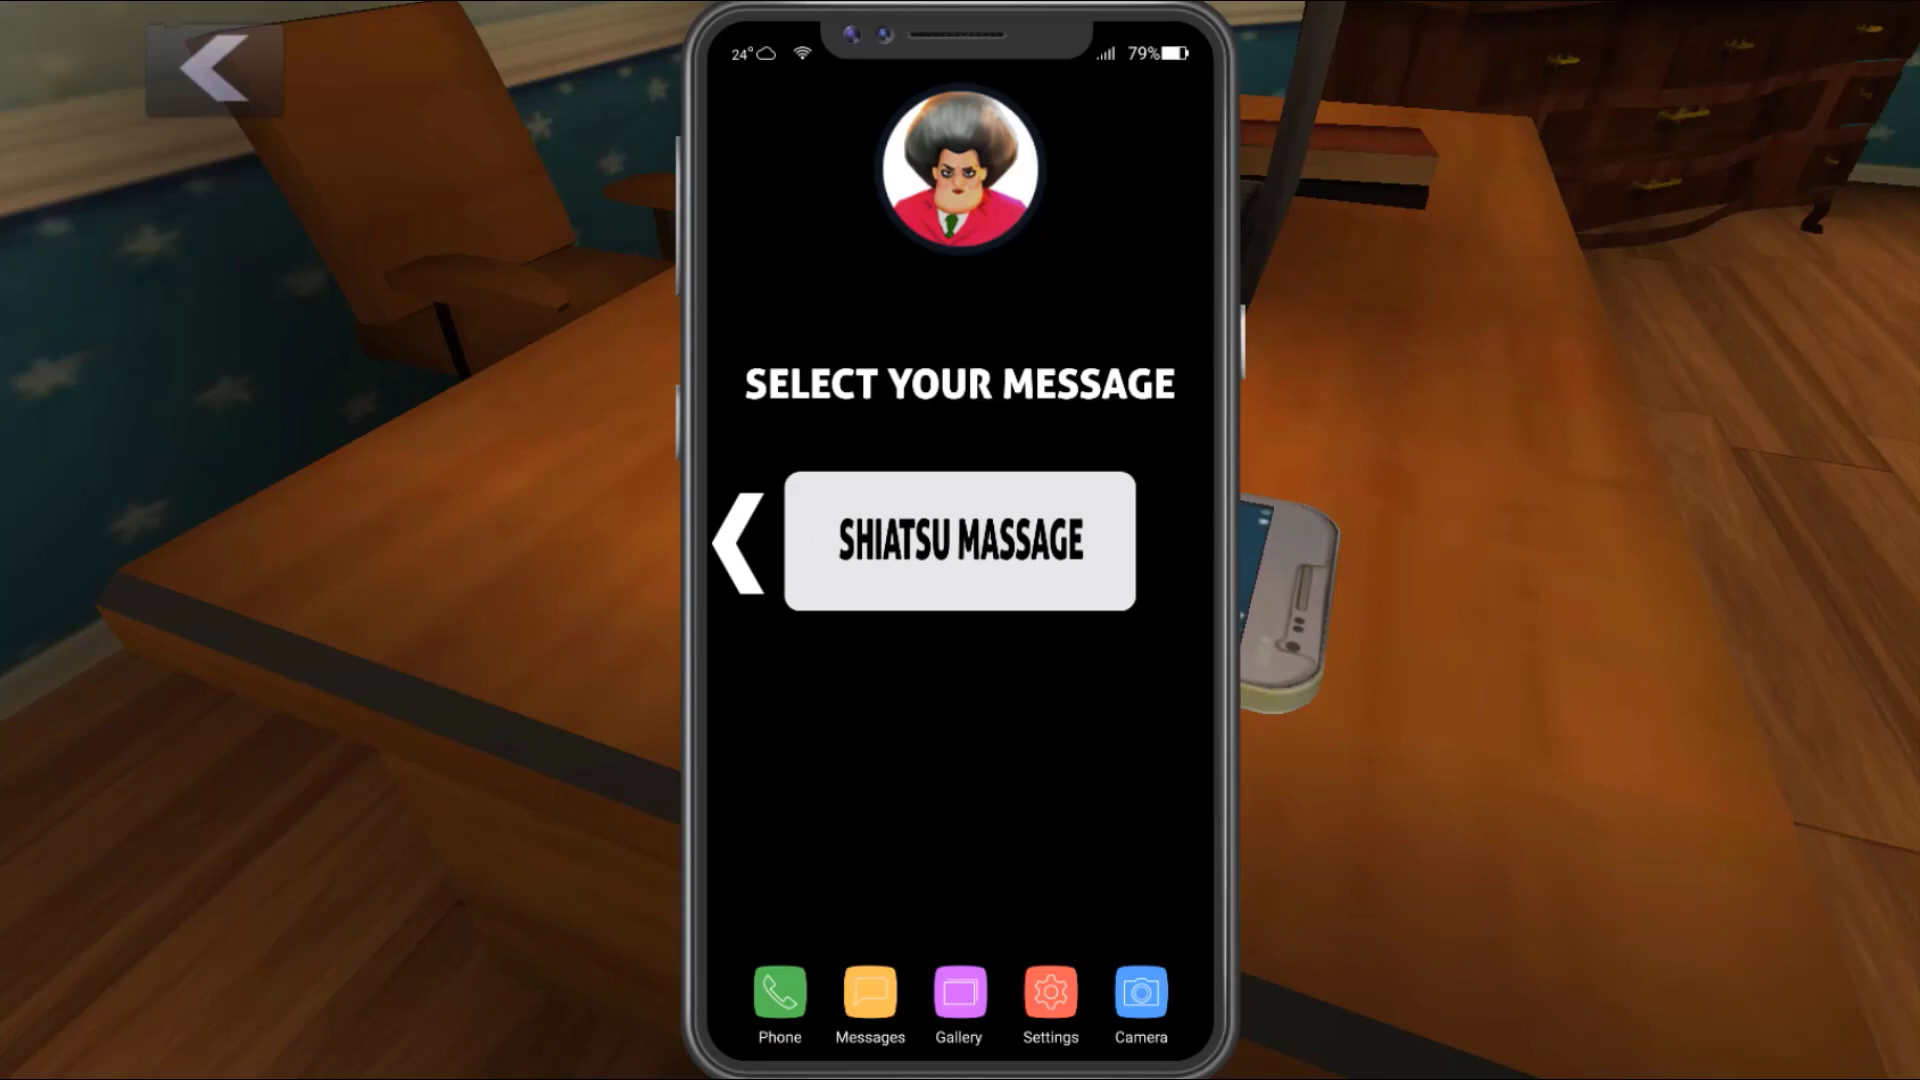 24°
79%
SELECT YOUR MESSAGE
SHIATSU MASSAGE
Phone
Messages
Gallery
Settings
Camera